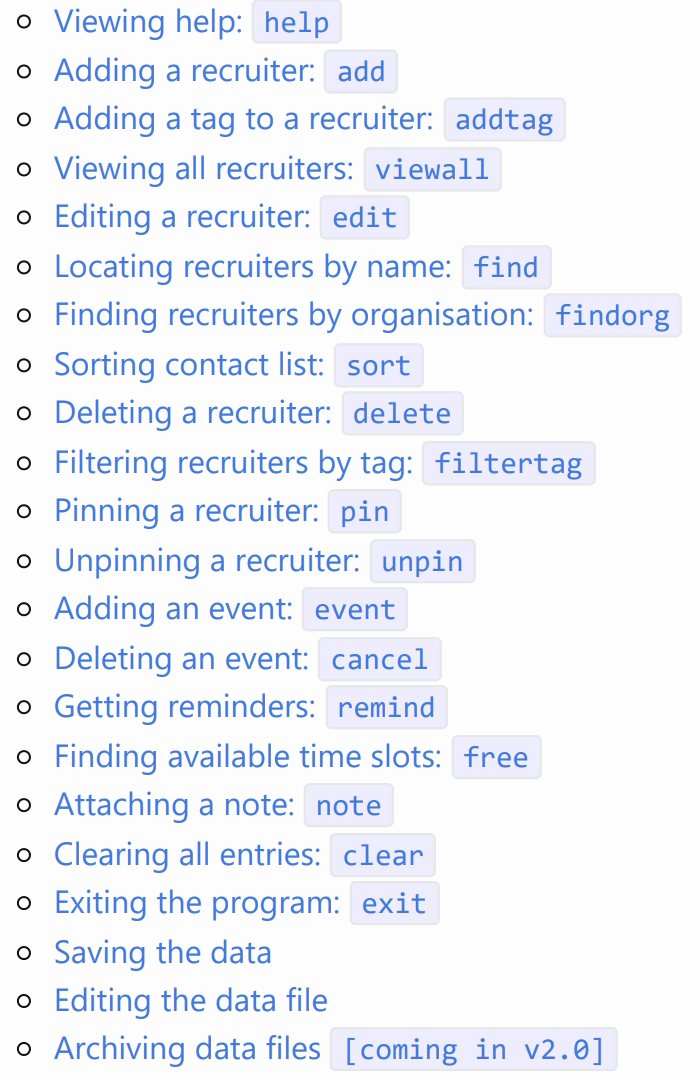 Viewing help: help
Adding a recruiter: add
Adding a tag to a recruiter: addtag
Viewing all recruiters: viewall
Editing a recruiter: edit
Locating recruiters by name: find
Finding recruiters by organisation: findorg
Sorting contact list: sort
Deleting a recruiter: delete
Filtering recruiters by tag: filtertag
Pinning a recruiter: pin
Unpinning a recruiter: unpin
Adding an event: event
Deleting an event: cancel
Getting reminders: remind
Finding available time slots: free
Attaching a note: note
Clearing all entries: clear
Exiting the program: exit
Saving the data
Editing the data file
Archiving data files [coming in v2.0]